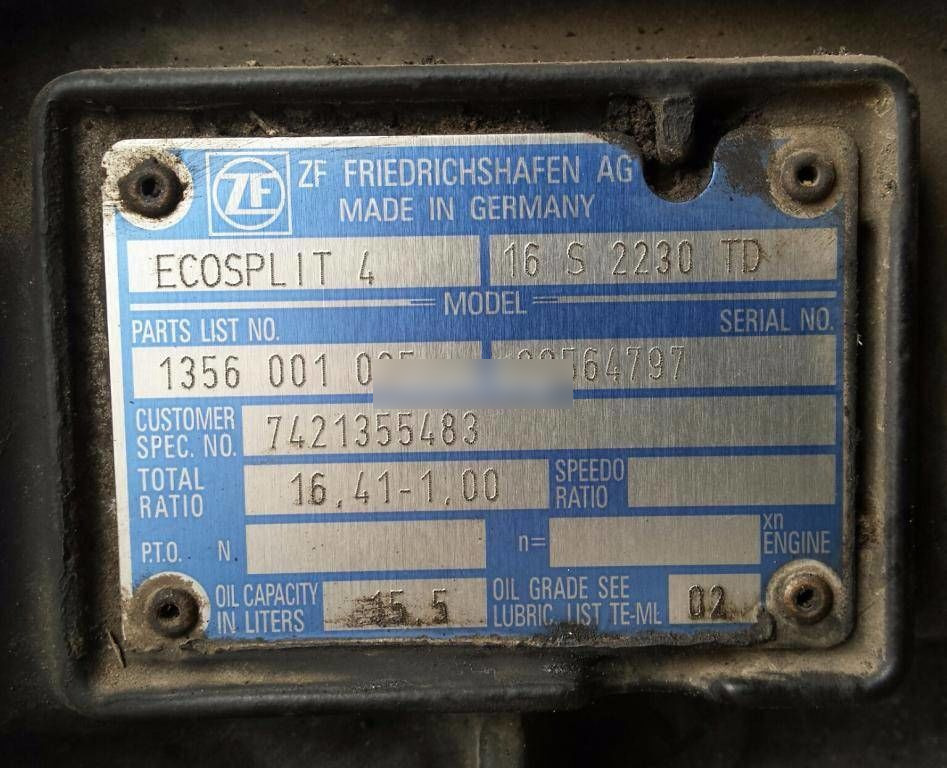 ZF ZF FRIEDRICHSHAFEN AG
MADE IN GERMANY
ECOSPLIT 4 16 S 2230 TD
MODEL
PARTS LIST NO. SERIAL NO.
1356 001
CUSTOMER SPEC. NO. 7421355483
TOTAL RATIO 16,41-1,00 SPEEDO RATIO
P.T.O. N n= xn ENGINE
OIL CAPACITY IN LITERS 15.5 OIL GRADE SEE LUBRIC. LIST TE-ML 02